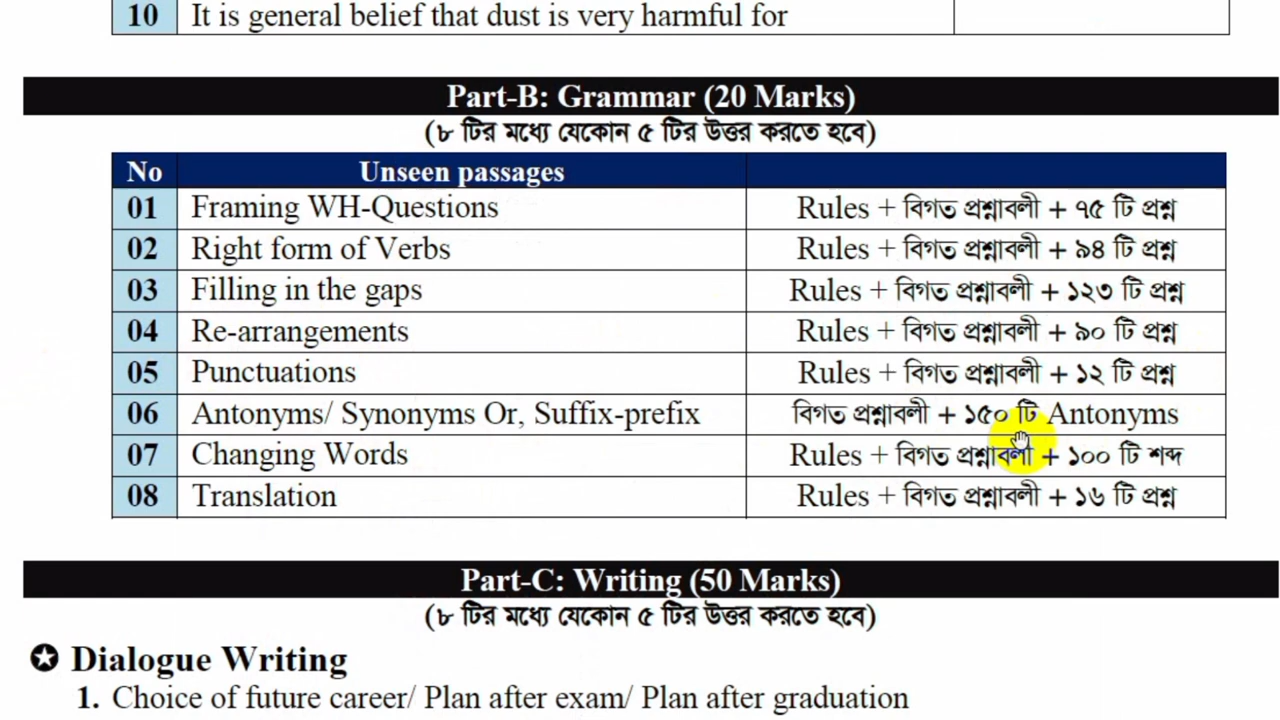 10 It is general belief that dust is very harmful for
Part-B: Grammar (20 Marks)
(৮ টির মধ্যে যেকোন ৫ টির উত্তর করতে হবে)
No Unseen passages
01 Framing WH-Questions Rules + বিগত প্রশ্নাবলী + ৭৫ টি প্রশ্ন
02 Right form of Verbs Rules + বিগত প্রশ্নাবলী + ৯৪ টি প্রশ্ন
03 Filling in the gaps Rules + বিগত প্রশ্নাবলী + ১২৩ টি প্রশ্ন
04 Re-arrangements Rules + বিগত প্রশ্নাবলী + ৯০ টি প্রশ্ন
05 Punctuations Rules + বিগত প্রশ্নাবলী + ১২ টি প্রশ্ন
06 Antonyms/ Synonyms Or, Suffix-prefix বিগত প্রশ্নাবলী + ১৫০ টি Antonyms
07 Changing Words Rules + বিগত প্রশ্নাবলী + ১০০ টি শব্দ
08 Translation Rules + বিগত প্রশ্নাবলী + ১৬ টি প্রশ্ন
Part-C: Writing (50 Marks)
(৮ টির মধ্যে যেকোন ৫ টির উত্তর করতে হবে)
Dialogue Writing
1. Choice of future career/ Plan after exam/ Plan after graduation